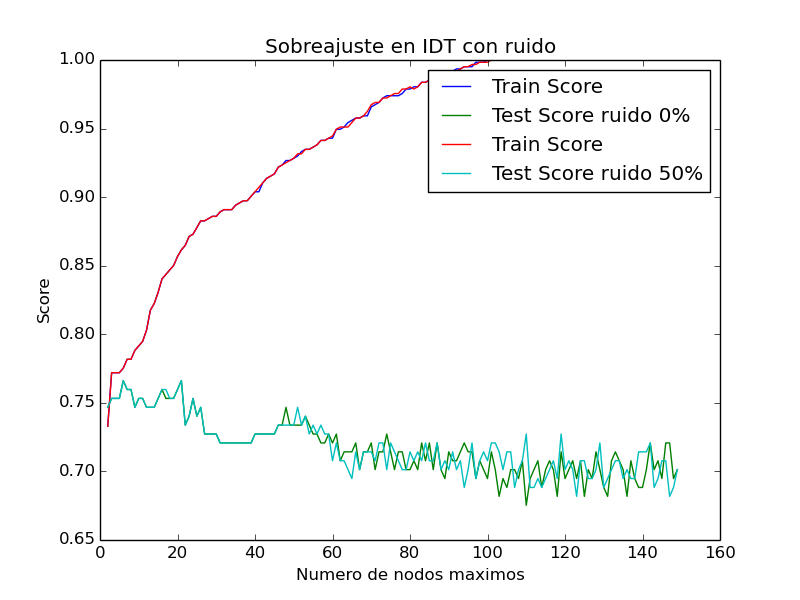 Sobreajuste en IDT con ruido
Train Score
Test Score ruido 0%
Train Score
Test Score ruido 50%
Score
1.00
0.95
0.90
0.85
0.80
0.75
0.70
0.65
0 20 40 60 80 100 120 140 160
Numero de nodos maximos